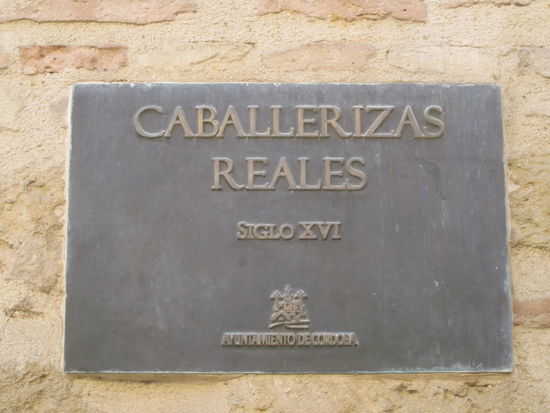 CABALLERIZAS
REALES
SIGLO XVI
AYUNTAMIENTO DE CORDOBA